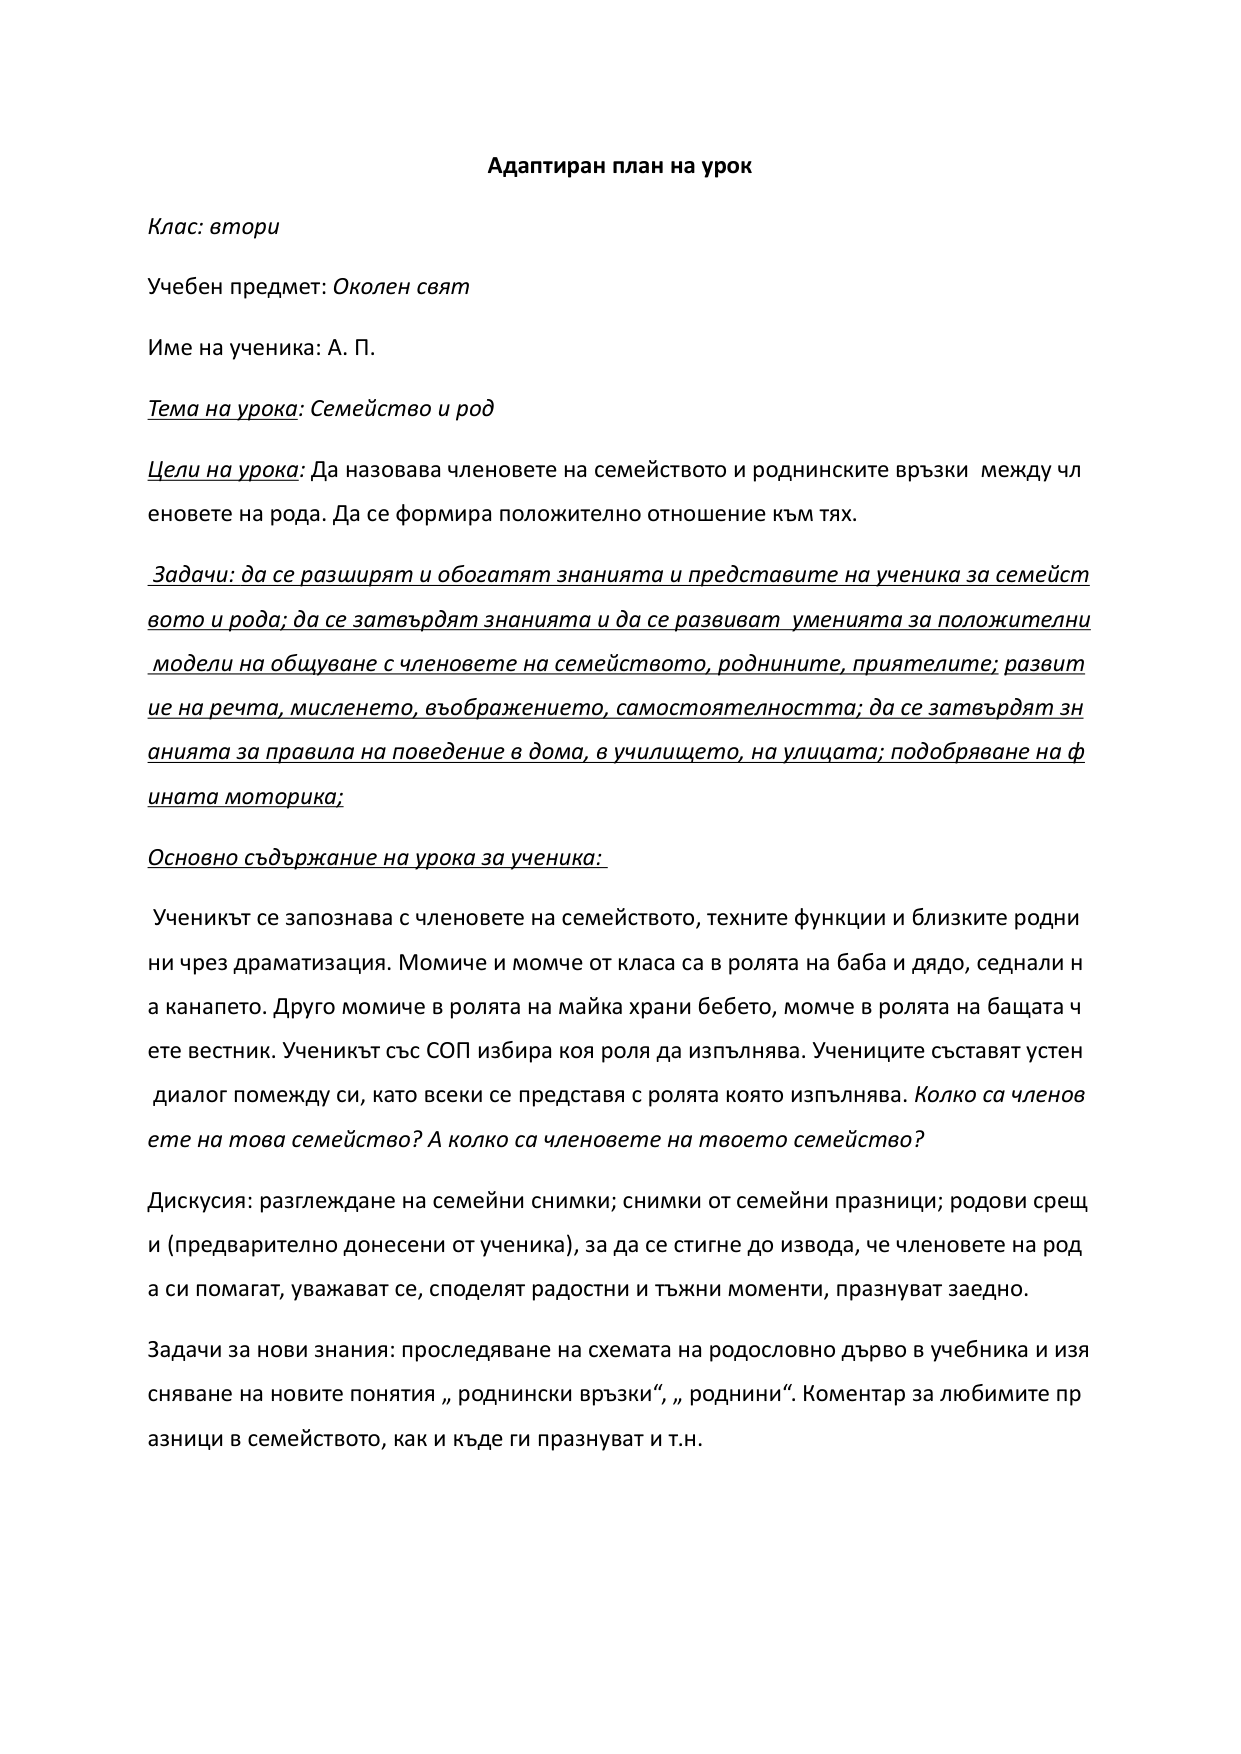 Адаптиран план на урок
Клас: втори
Учебен предмет: Околен свят
Име на ученика: А. П.
Тема на урока: Семейство и род
Цели на урока: Да назовава членовете на семейството и роднинските връзки  между чл
еновете на рода. Да се формира положително отношение към тях.
Задачи: да се разширят и обогатят знанията и представите на ученика за семейст
вото и рода; да се затвърдят знанията и да се развиват  уменията за положителни
модели на общуване с членовете на семейството, роднините, приятелите; развит
ие на речта, мисленето, въображението, самостоятелността; да се затвърдят зн
анията за правила на поведение в дома, в училището, на улицата; подобряване на ф
ината моторика;
Основно съдържание на урока за ученика:
Ученикът се запознава с членовете на семейството, техните функции и близките родни
ни чрез драматизация. Момиче и момче от класа са в ролята на баба и дядо, седнали н
а канапето. Друго момиче в ролята на майка храни бебето, момче в ролята на бащата ч
ете вестник. Ученикът със СОП избира коя роля да изпълнява. Учениците съставят устен
диалог помежду си, като всеки се представя с ролята която изпълнява. Колко са членов
ете на това семейство? А колко са членовете на твоето семейство?
Дискусия: разглеждане на семейни снимки; снимки от семейни празници; родови срещ
и (предварително донесени от ученика), за да се стигне до извода, че членовете на род
а си помагат, уважават се, споделят радостни и тъжни моменти, празнуват заедно.
Задачи за нови знания: проследяване на схемата на родословно дърво в учебника и изя
сняване на новите понятия „ роднински връзки“, „ роднини“. Коментар за любимите пр
азници в семейството, как и къде ги празнуват и т.н.